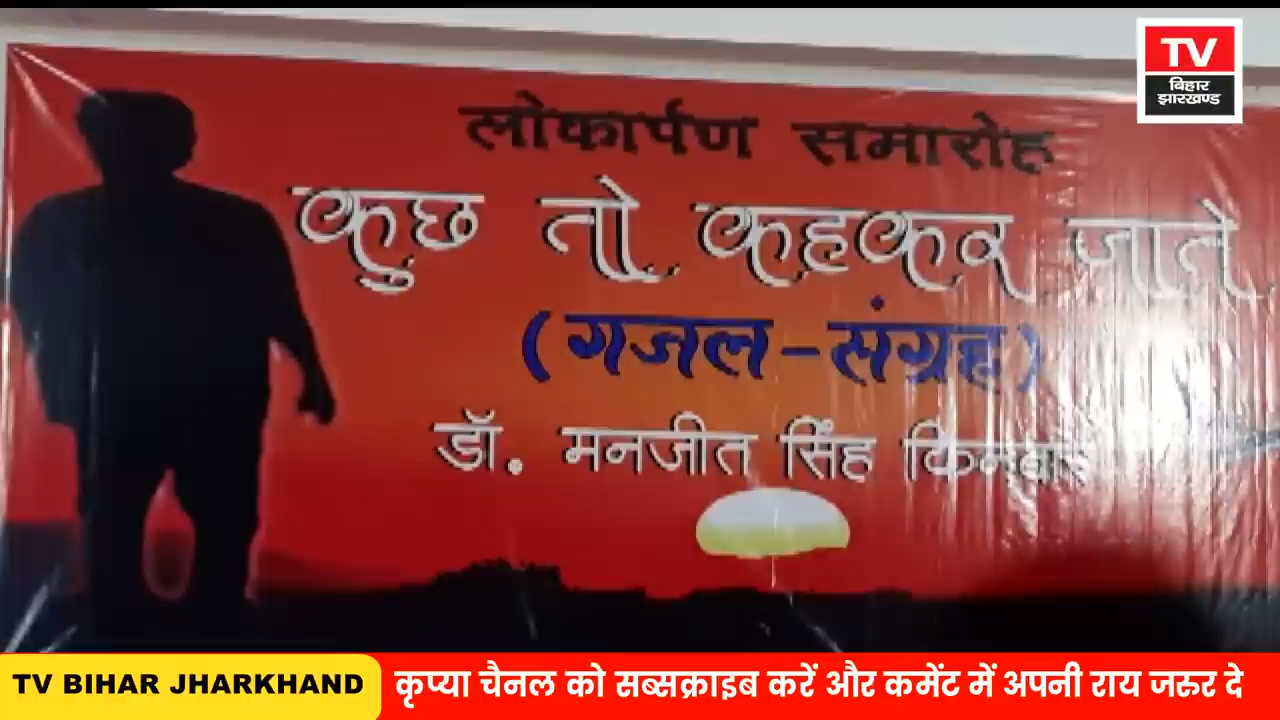 TV
बिहार
झारखण्ड
लोकार्पण समारोह
कुछ तो कहकर जाते
(गजल-संग्रह)
डॉ. मनजीत सिंह
TV BIHAR JHARKHAND
कृप्या चैनल को सब्सक्राइब करें और कमेंट में अपनी राय जरुर दे